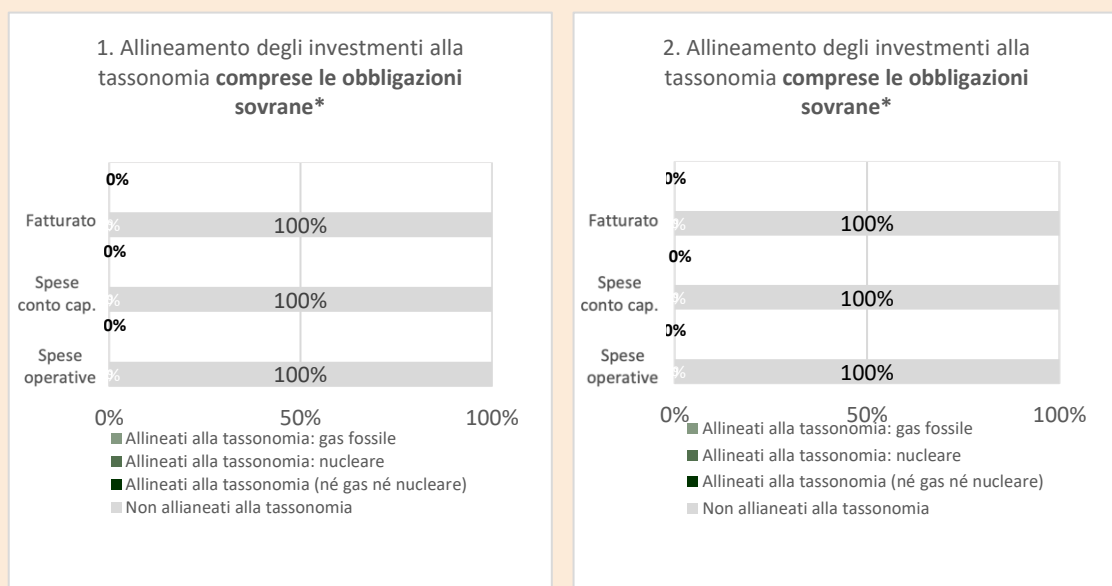 1. Allineamento degli investmenti alla
tassonomia comprese le obbligazioni
sovrane*
0%
Fatturato
%
100%
0%
Spese
conto cap.
%
100%
0%
Spese
operative
%
100%
0%
50%
100%
Allineati alla tassonomia: gas fossile
Allineati alla tassonomia: nucleare
Allineati alla tassonomia (né gas né nucleare)
Non allianeati alla tassonomia
2. Allineamento degli investimenti alla
tassonomia comprese le obbligazioni
sovrane*
0%
Fatturato
%
100%
0%
Spese
conto cap.
%
100%
0%
Spese
operative
%
100%
0%
50%
100%
Allineati alla tassonomia: gas fossile
Allineati alla tassonomia: nucleare
Allineati alla tassonomia (né gas né nucleare)
Non allianeati alla tassonomia